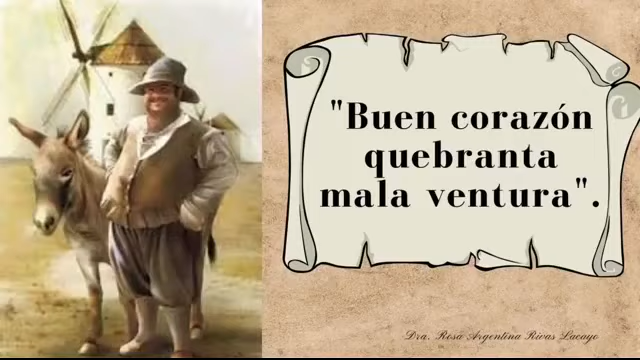 "Buen corazón
quebranta
mala ventura".
Dra. Rosa Argentina Rivas Lacayo